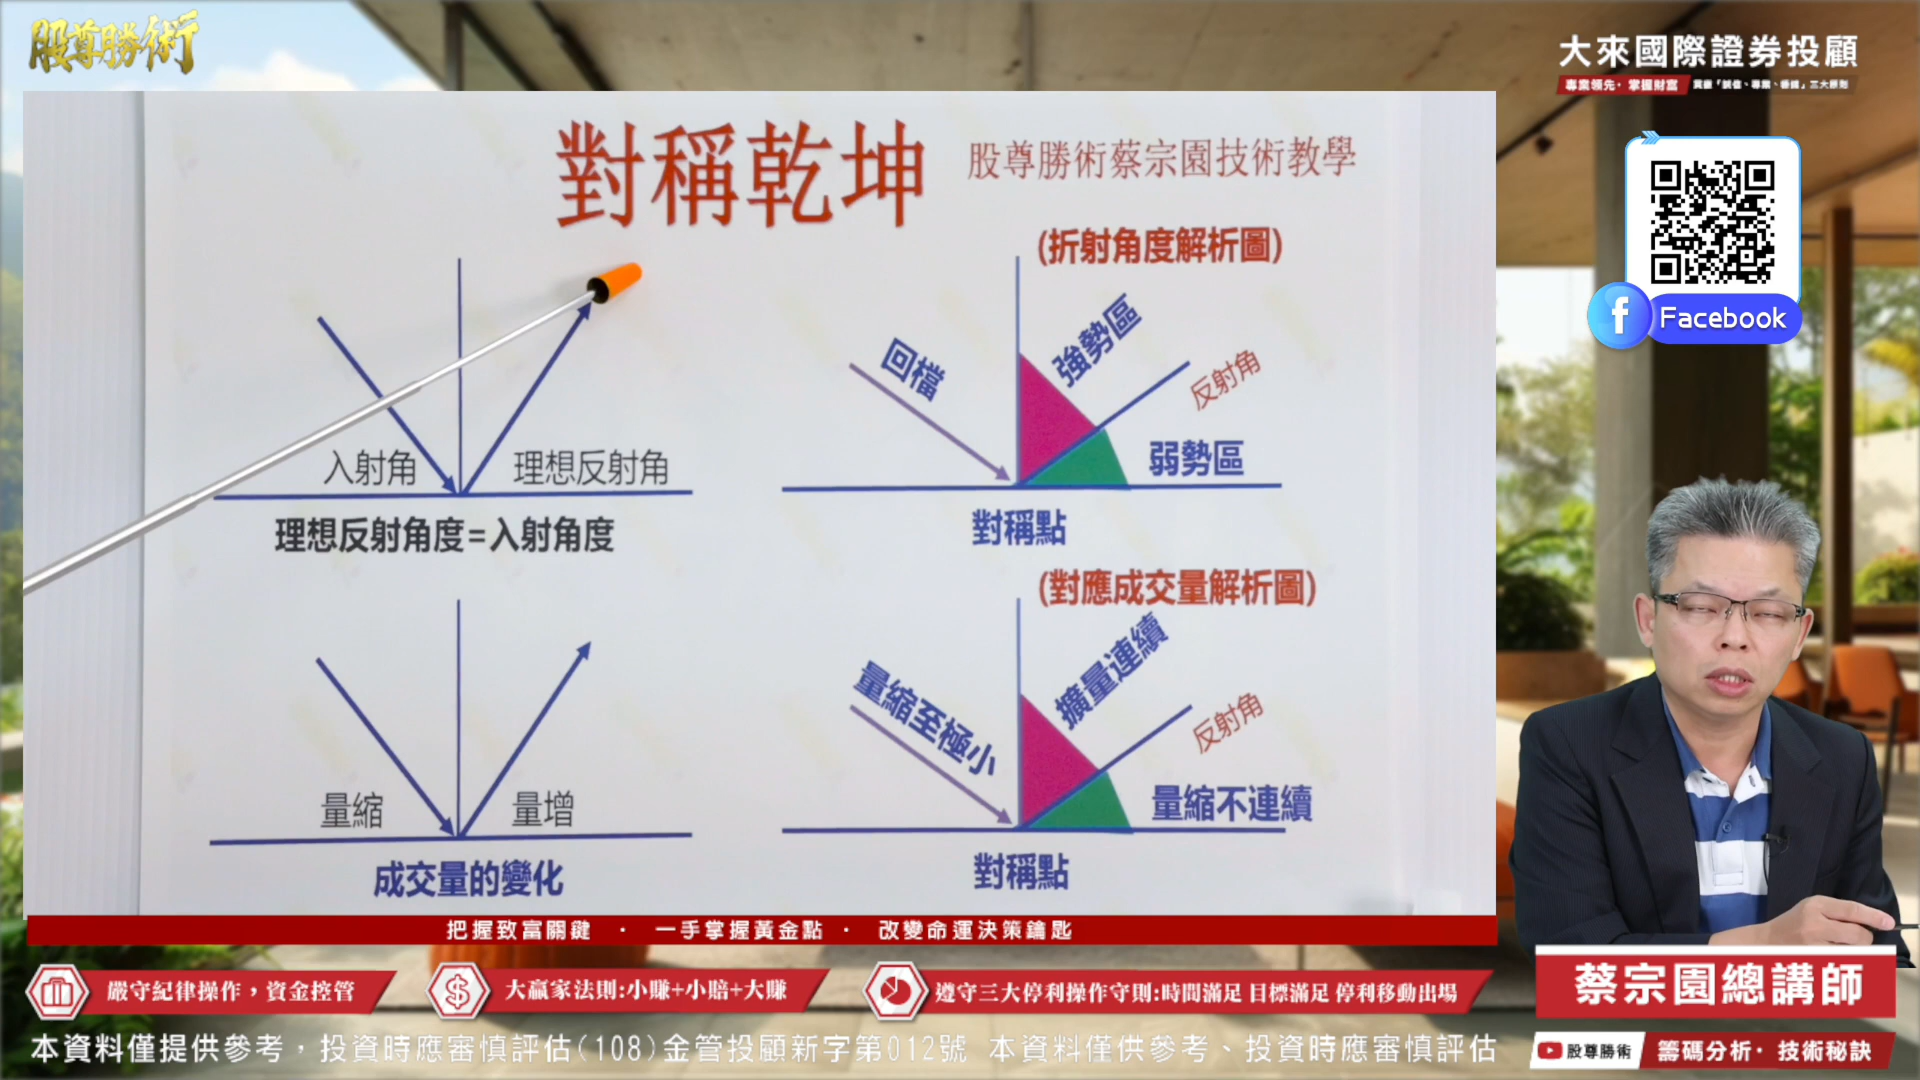 股尊勝術
大來國際證券投顧
專業領先・掌握財富
對稱乾坤
股尊勝術蔡宗園技術教學
(折射角度解析圖)
入射角
理想反射角
理想反射角度=入射角度
回檔
強勢區
反射角
弱勢區
對稱點
(對應成交量解析圖)
量縮
量增
成交量的變化
量縮至極小
擴量連續
反射角
量縮不連續
對稱點
Facebook
把握致富關鍵 · 一手掌握黃金點 · 改變命運決策鑰匙
嚴守紀律操作，資金控管
大贏家法則:小賺+小賠+大賺
遵守三大停利操作守則:時間滿足 目標滿足 停利移動出場
蔡宗園總講師
本資料僅提供參考，投資時應審慎評估(108)金管投顧新字第012號 本資料僅供參考、投資時應審慎評估
股尊勝術
籌碼分析・技術秘訣